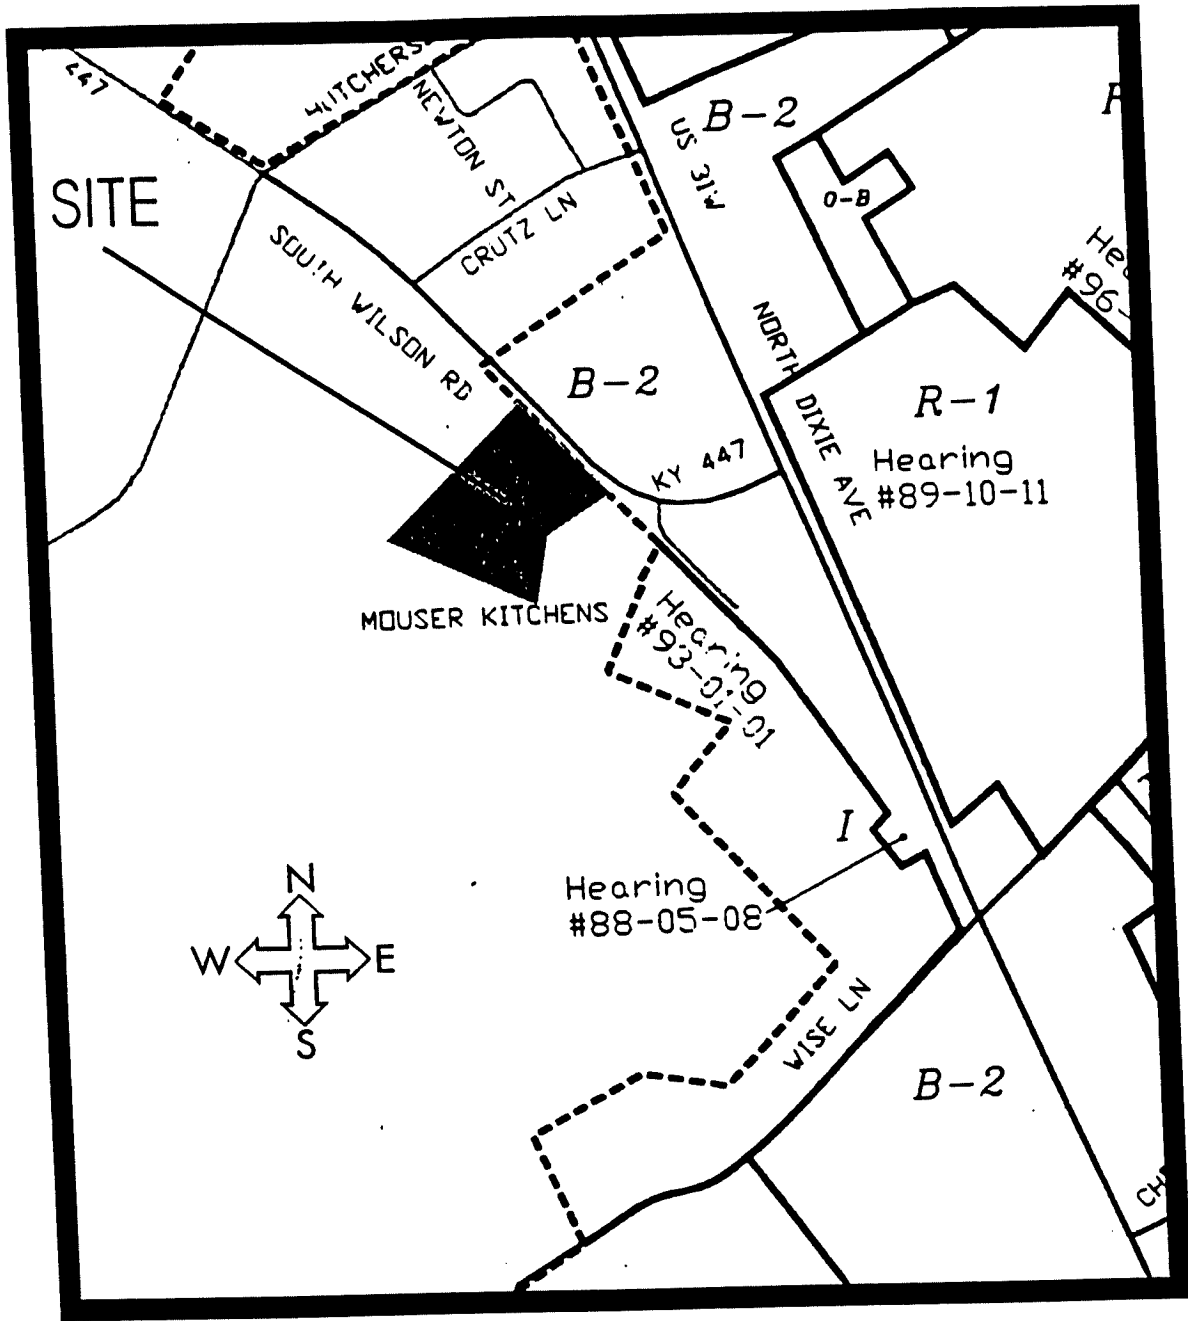 447
NEWTON ST
B-2
US 31W
SITE
O-B
CRUTZ LN
SOUTH WILSON RD
#96-
NORTH DIXIE AVE
B-2
R-1
KY 447
Hearing
#89-10-11
MOUSER KITCHENS
Hearing
#93-01-01
I
Hearing
#88-05-08
N
W E
S
WISE LN
B-2